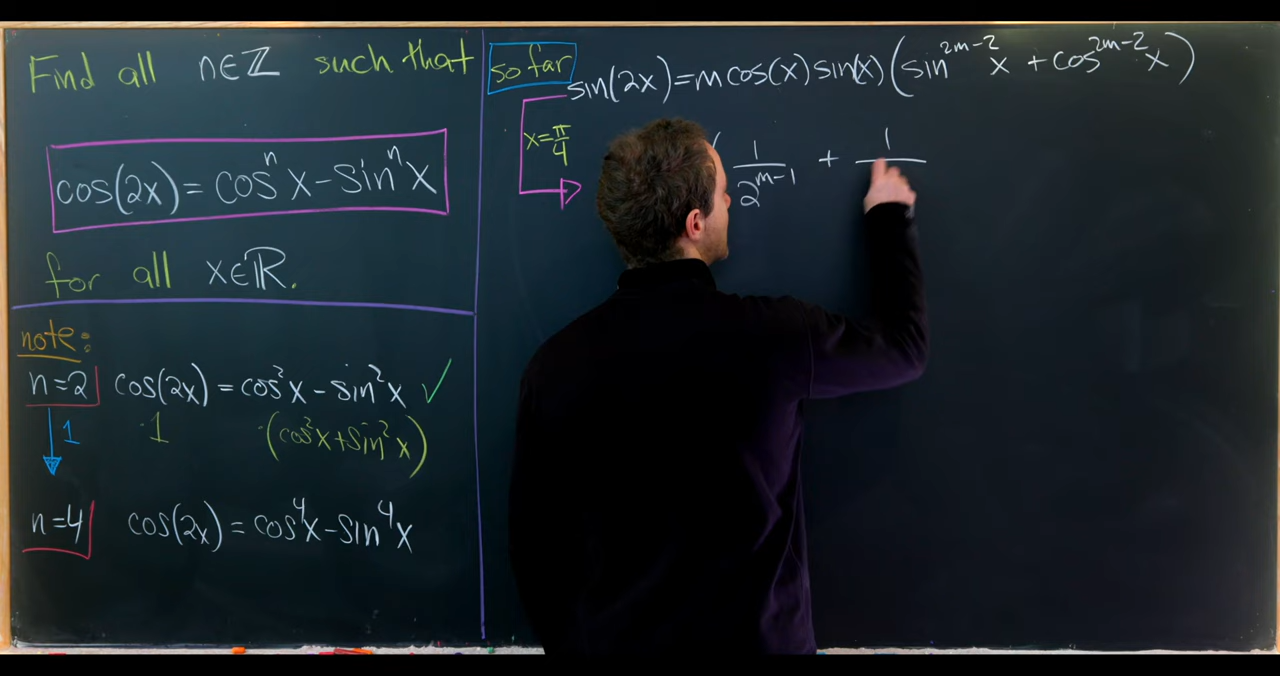 Find all n∈ℤ such that
cos(2x) = cosⁿx − sinⁿx
for all x∈ℝ.
note:
n=2 cos(2x) = cos²x − sin²x ✓
1 1 (cos²x + sin²x)
n=4 cos(2x) = cos⁴x − sin⁴x
so far
sin(2x) = m cos(x) sin(x) (sin^{2m−2} x + cos^{2m−2} x)
x = π/4
( 1/2^{m−1} + 1/